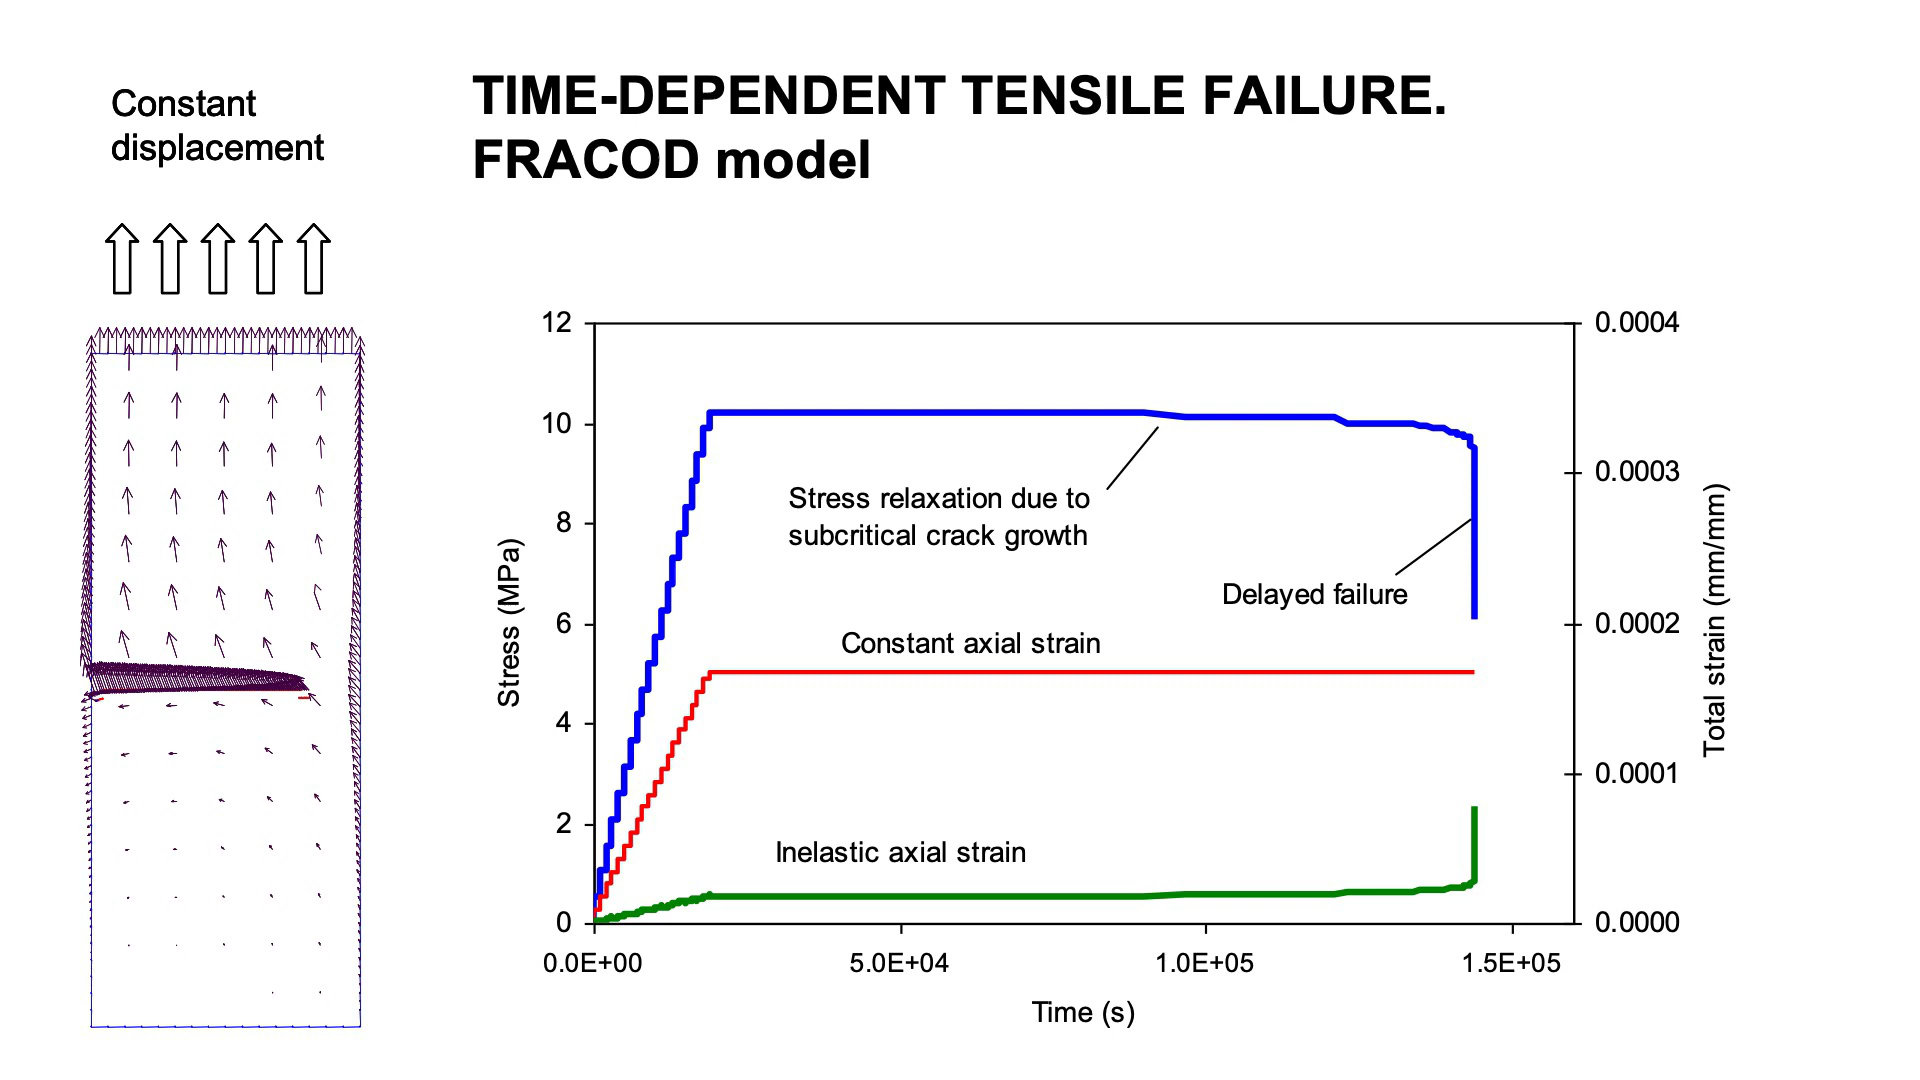 Constant
displacement
TIME-DEPENDENT TENSILE FAILURE.
FRACOD model
12
10
8
6
4
2
0
Stress (MPa)
0.0004
0.0003
0.0002
0.0001
0.0000
Total strain (mm/mm)
Stress relaxation due to
subcritical crack growth
Delayed failure
Constant axial strain
Inelastic axial strain
0.0E+00
5.0E+04
1.0E+05
1.5E+05
Time (s)